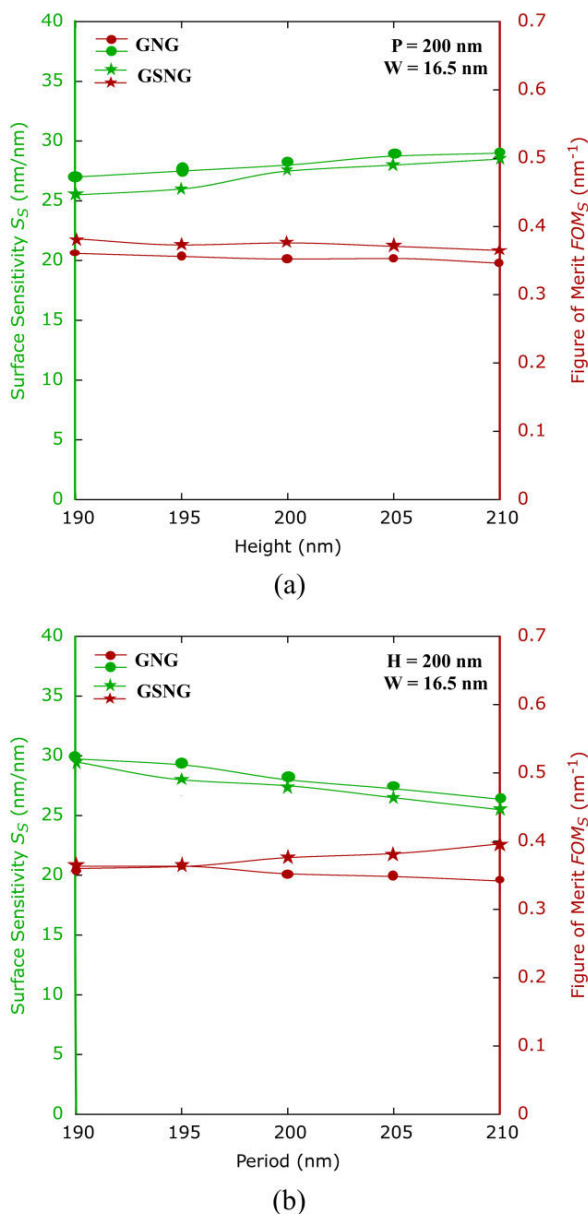 40
35
30
25
20
15
10
5
0
Surface Sensitivity S_S (nm/nm)
GNG
GSNG
P = 200 nm
W = 16.5 nm
0.7
0.6
0.5
0.4
0.3
0.2
0.1
0
Figure of Merit FOM_S (nm⁻¹)
190 195 200 205 210
Height (nm)
(a)
40
35
30
25
20
15
10
5
0
Surface Sensitivity S_S (nm/nm)
GNG
GSNG
H = 200 nm
W = 16.5 nm
0.7
0.6
0.5
0.4
0.3
0.2
0.1
0
Figure of Merit FOM_S (nm⁻¹)
190 195 200 205 210
Period (nm)
(b)